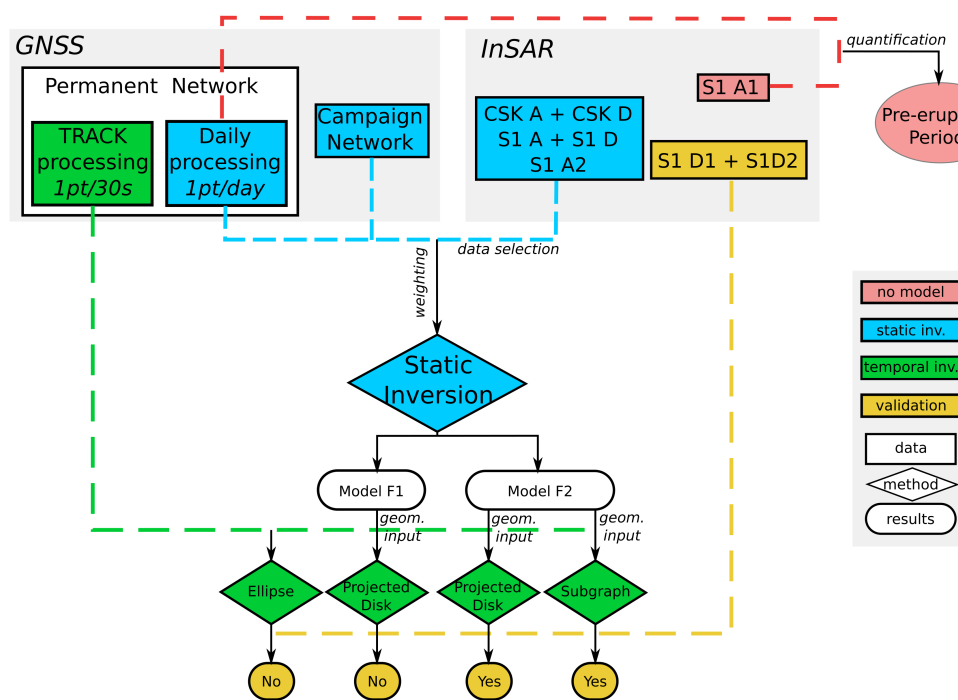 GNSS
Permanent Network
TRACK
processing
1pt/30s
Daily
processing
1pt/day
Campaign
Network
InSAR
CSK A + CSK D
S1 A + S1 D
S1 A2
S1 A1
S1 D1 + S1D2
quantification
Pre-erup
Period
data selection
weighting
Static
Inversion
Model F1
Model F2
geom.
input
geom.
input
geom.
input
Ellipse
Projected
Disk
Projected
Disk
Subgraph
No
No
Yes
Yes
no model
static inv.
temporal inv.
validation
data
method
results